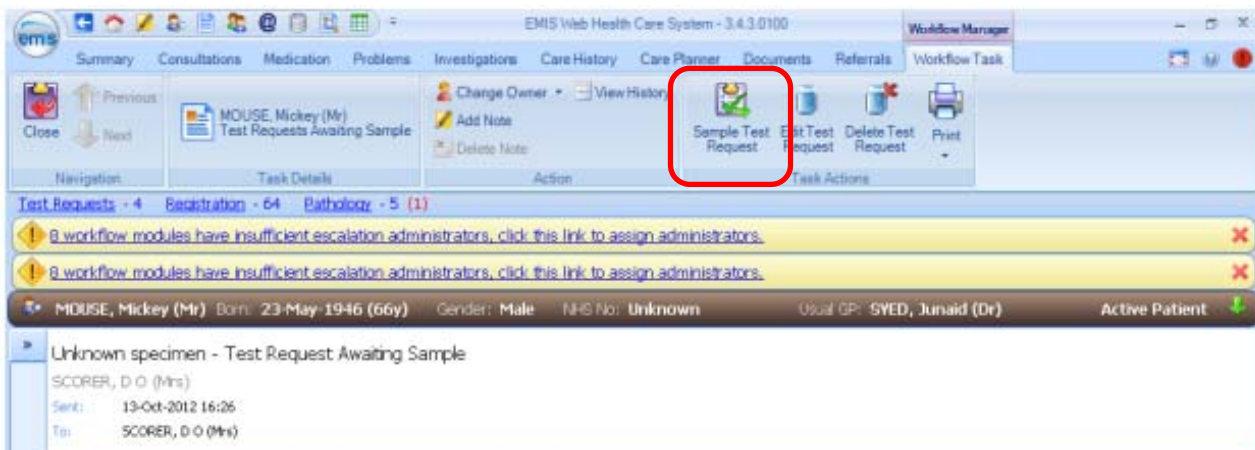 EMIS Web Health Care System - 3.4.3.0100
Workflow Manager
ems
Summary Consultations Medication Problems Investigations Care History Care Planner Documents Referrals Workflow Task
Close
Previous
Next
Navigation
MOUSE, Mickey (Mr)
Test Requests Awaiting Sample
Task Details
Change Owner View History
Add Note
Delete Note
Action
Sample Test Request
Edit Test Request
Delete Test Request
Print
Task Actions
Test Requests - 4 Registration - 64 Pathology - 5 (1)
8 workflow modules have insufficient escalation administrators, click this link to assign administrators.
8 workflow modules have insufficient escalation administrators, click this link to assign administrators.
MOUSE, Mickey (Mr) Born: 23-May-1946 (66y) Gender: Male NHS No: Unknown Usual GP: SYED, Junaid (Dr) Active Patient
Unknown specimen - Test Request Awaiting Sample
SCORER, D O (Mrs)
Sent: 13-Oct-2012 16:26
To: SCORER, D O (Mrs)